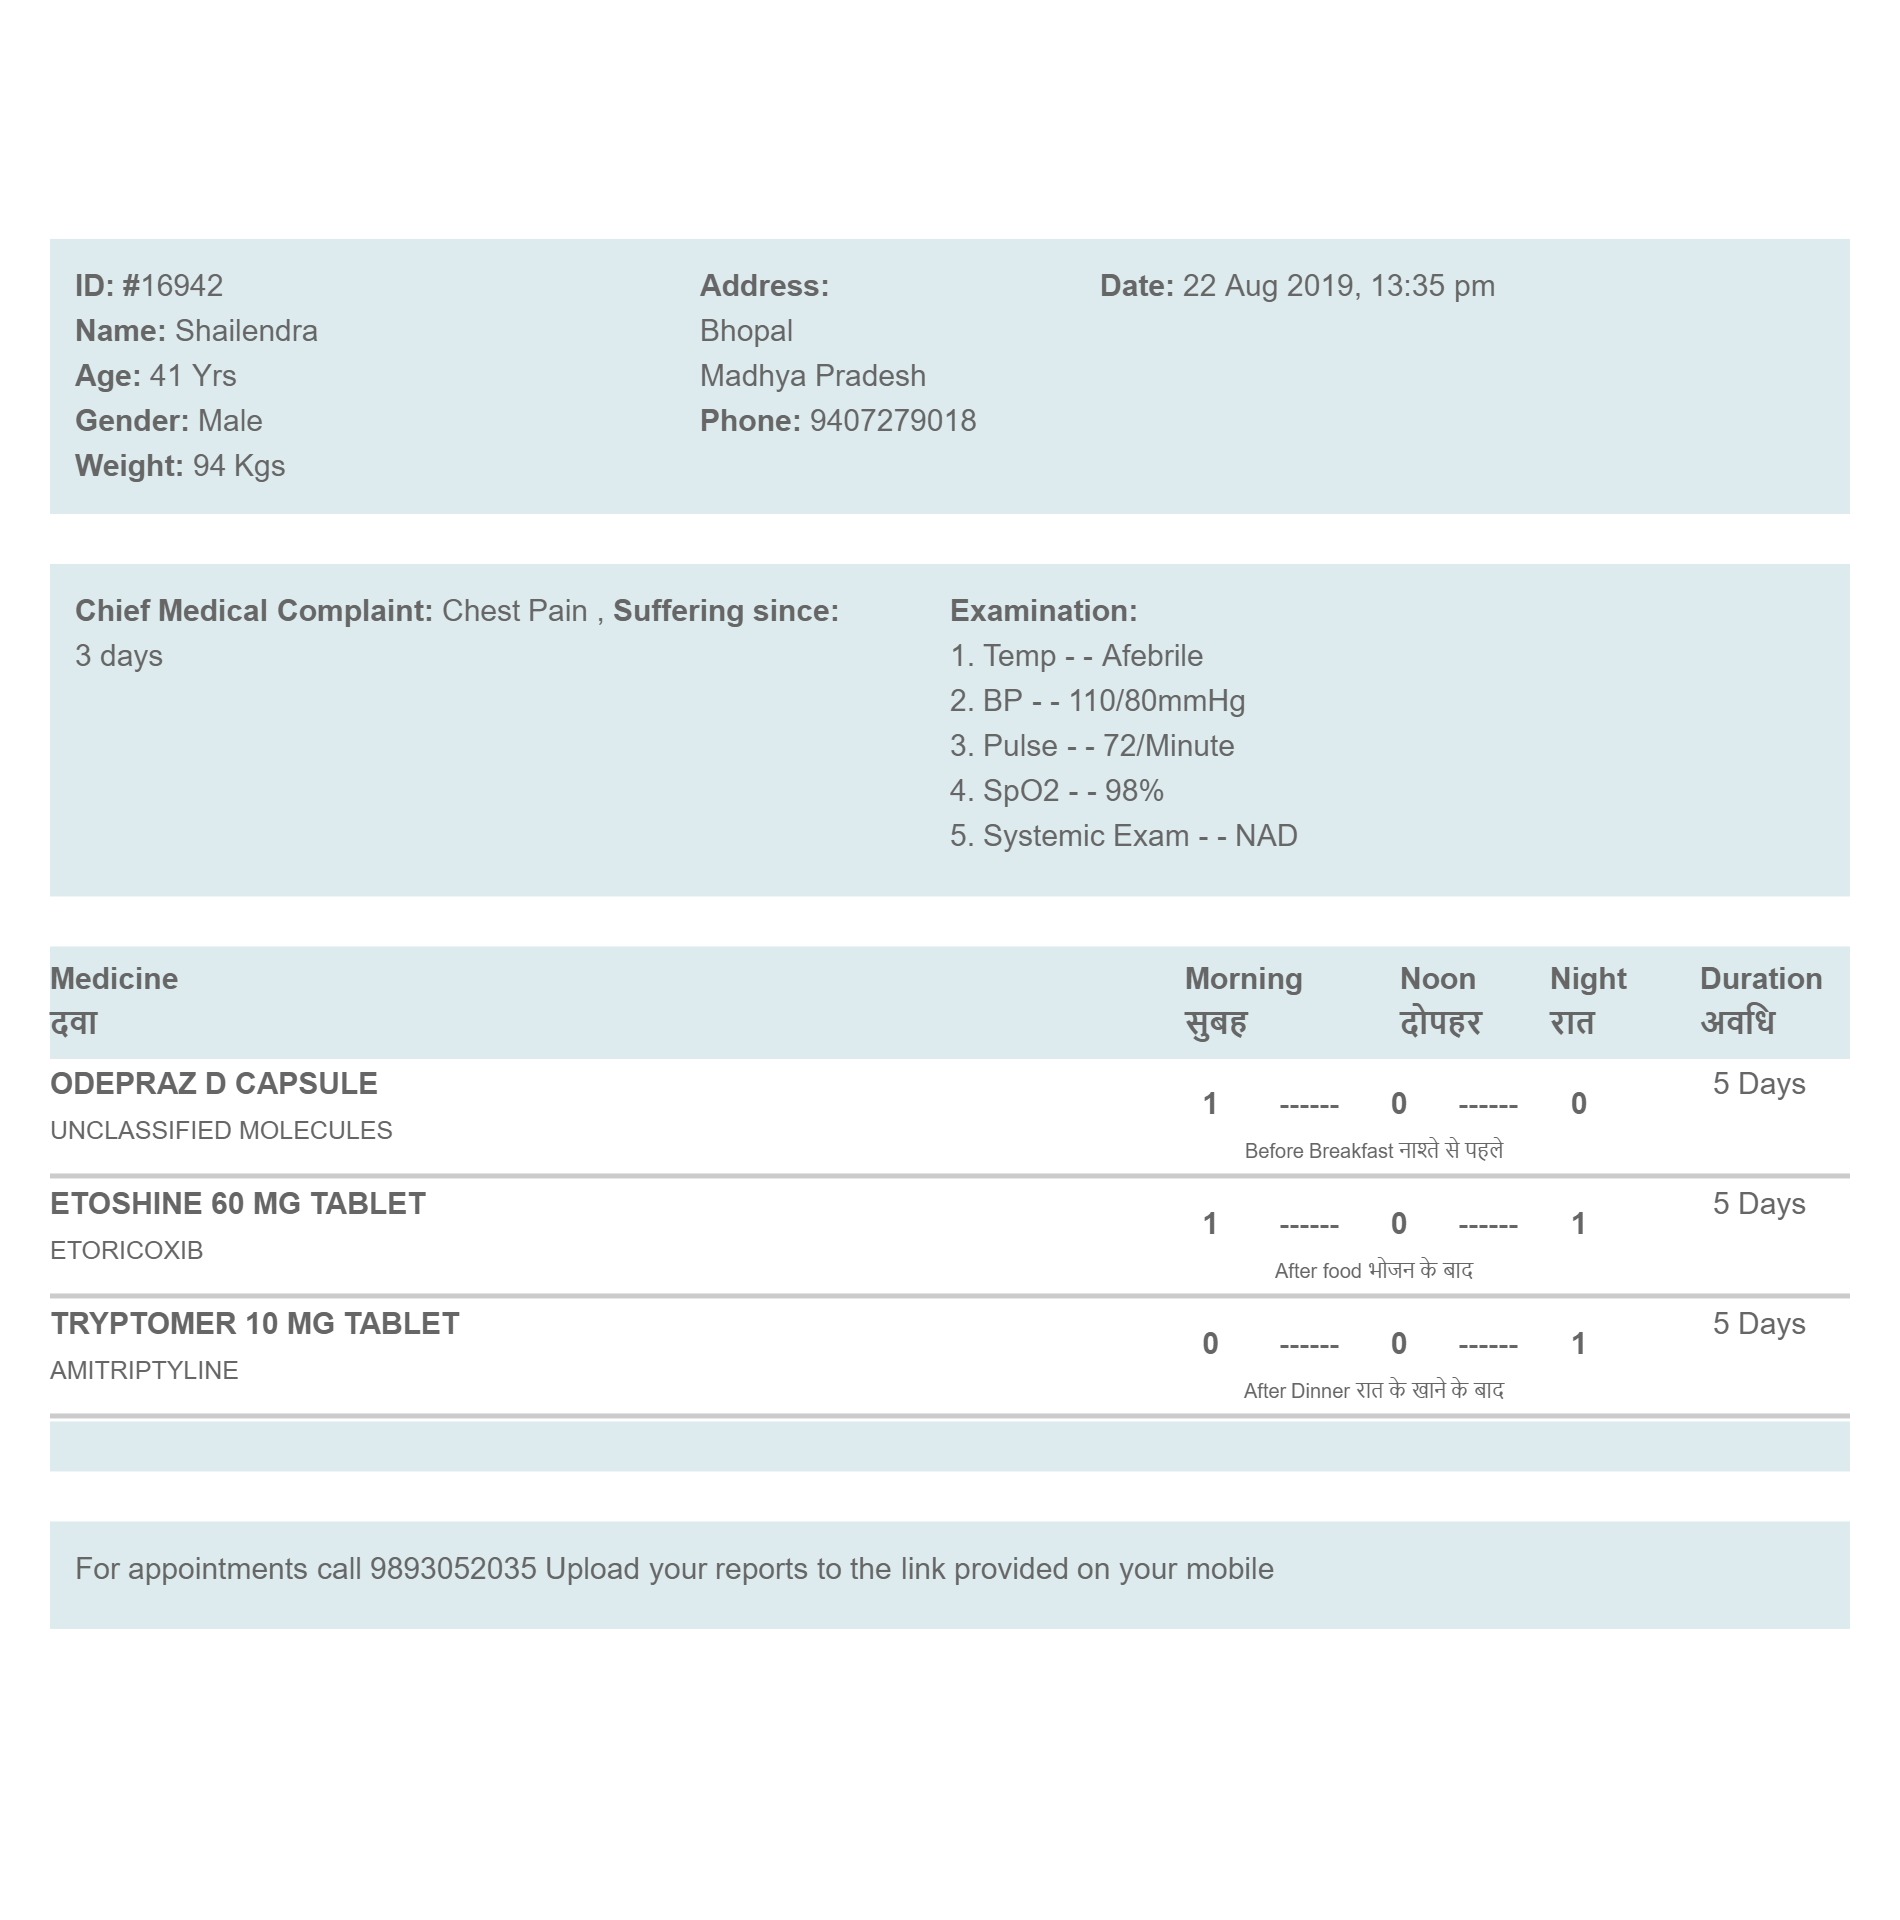 ID: #16942
Name: Shailendra
Age: 41 Yrs
Gender: Male
Weight: 94 Kgs
Address:
Bhopal
Madhya Pradesh
Phone: 9407279018
Date: 22 Aug 2019, 13:35 pm
Chief Medical Complaint: Chest Pain , Suffering since:
3 days
Examination:
1. Temp - - Afebrile
2. BP - - 110/80mmHg
3. Pulse - - 72/Minute
4. SpO2 - - 98%
5. Systemic Exam - - NAD
Medicine Morning Noon Night Duration
दवा सुबह दोपहर रात अवधि
ODEPRAZ D CAPSULE 5 Days
1 ------ 0 ------ 0
UNCLASSIFIED MOLECULES
Before Breakfast नाश्ते से पहले
ETOSHINE 60 MG TABLET 5 Days
1 ------ 0 ------ 1
ETORICOXIB
After food भोजन के बाद
TRYPTOMER 10 MG TABLET 5 Days
0 ------ 0 ------ 1
AMITRIPTYLINE
After Dinner रात के खाने के बाद
For appointments call 9893052035 Upload your reports to the link provided on your mobile